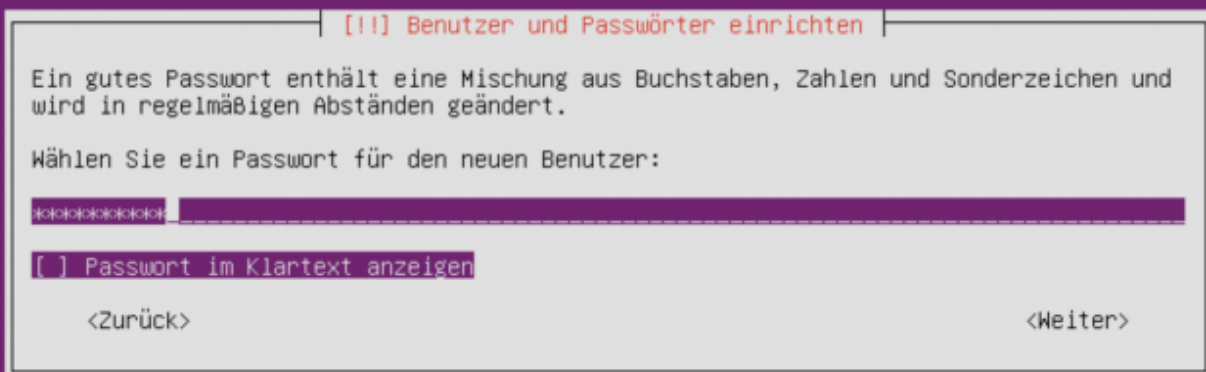 [!!] Benutzer und Passwörter einrichten
Ein gutes Passwort enthält eine Mischung aus Buchstaben, Zahlen und Sonderzeichen und
wird in regelmäßigen Abständen geändert.
Wählen Sie ein Passwort für den neuen Benutzer:
**********
[ ] Passwort im Klartext anzeigen
<Zurück> <Weiter>